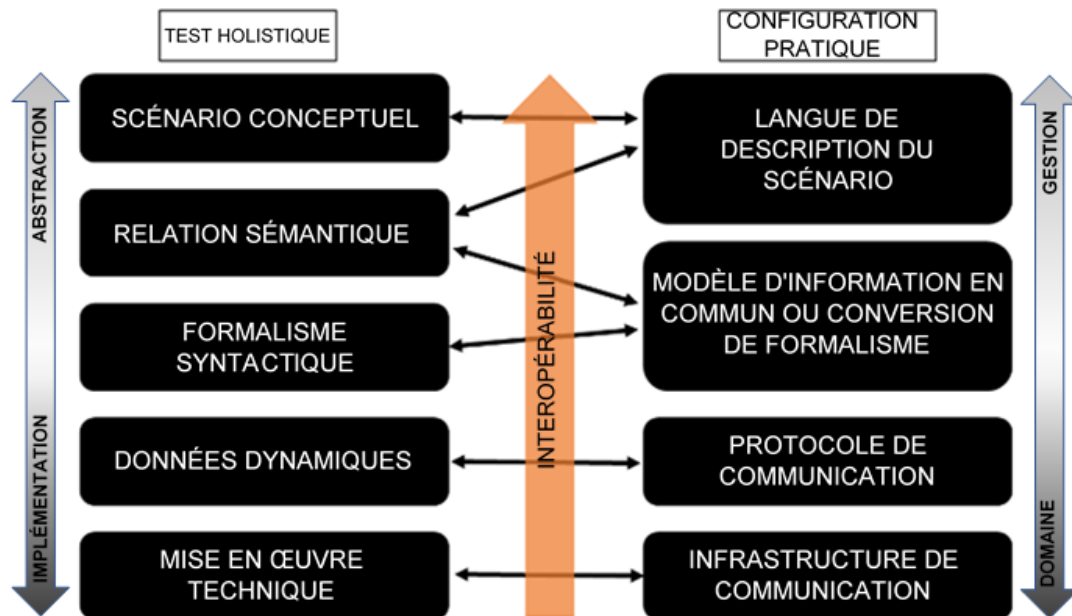 TEST HOLISTIQUE
CONFIGURATION
PRATIQUE
ABSTRACTION
IMPLÉMENTATION
SCÉNARIO CONCEPTUEL
RELATION SÉMANTIQUE
FORMALISME
SYNTACTIQUE
DONNÉES DYNAMIQUES
MISE EN ŒUVRE
TECHNIQUE
INTEROPÉRABILITÉ
LANGUE DE
DESCRIPTION DU
SCÉNARIO
MODÈLE D'INFORMATION EN
COMMUN OU CONVERSION
DE FORMALISME
PROTOCOLE DE
COMMUNICATION
INFRASTRUCTURE DE
COMMUNICATION
GESTION
DOMAINE